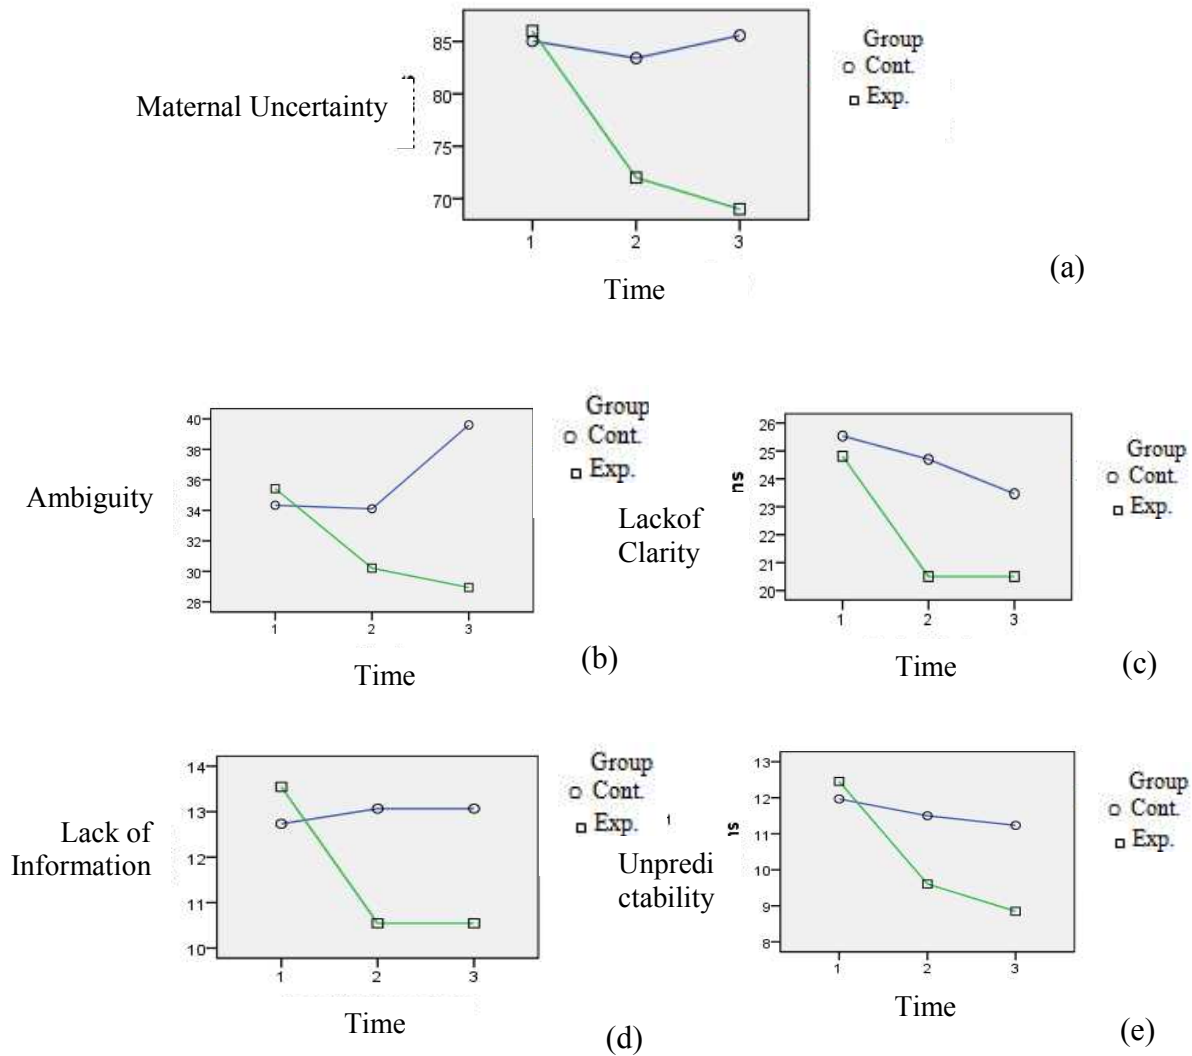 85
80
75
70
Maternal Uncertainty
Group
Cont.
Exp.
1 2 3
Time
(a)
40
38
36
34
32
30
28
Ambiguity
Group
Cont.
Exp.
1 2 3
Time
(b)
26
25
24
23
22
21
20
ns
Lackof
Clarity
Group
Cont.
Exp.
1 2 3
Time
(c)
14
13
12
11
10
Lack of
Information
Group
Cont.
Exp.
1 2 3
Time
(d)
13
12
11
10
9
8
Unpredi
ctability
Group
Cont.
Exp.
1 2 3
Time
(e)